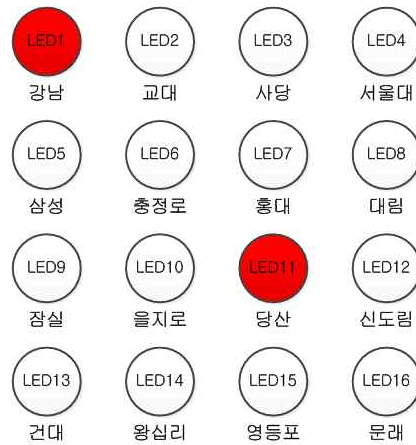 LED1 LED2 LED3 LED4
강남 교대 사당 서울대
LED5 LED6 LED7 LED8
삼성 충정로 홍대 대림
LED9 LED10 LED11 LED12
잠실 을지로 당산 신도림
LED13 LED14 LED15 LED16
건대 왕십리 영등포 문래